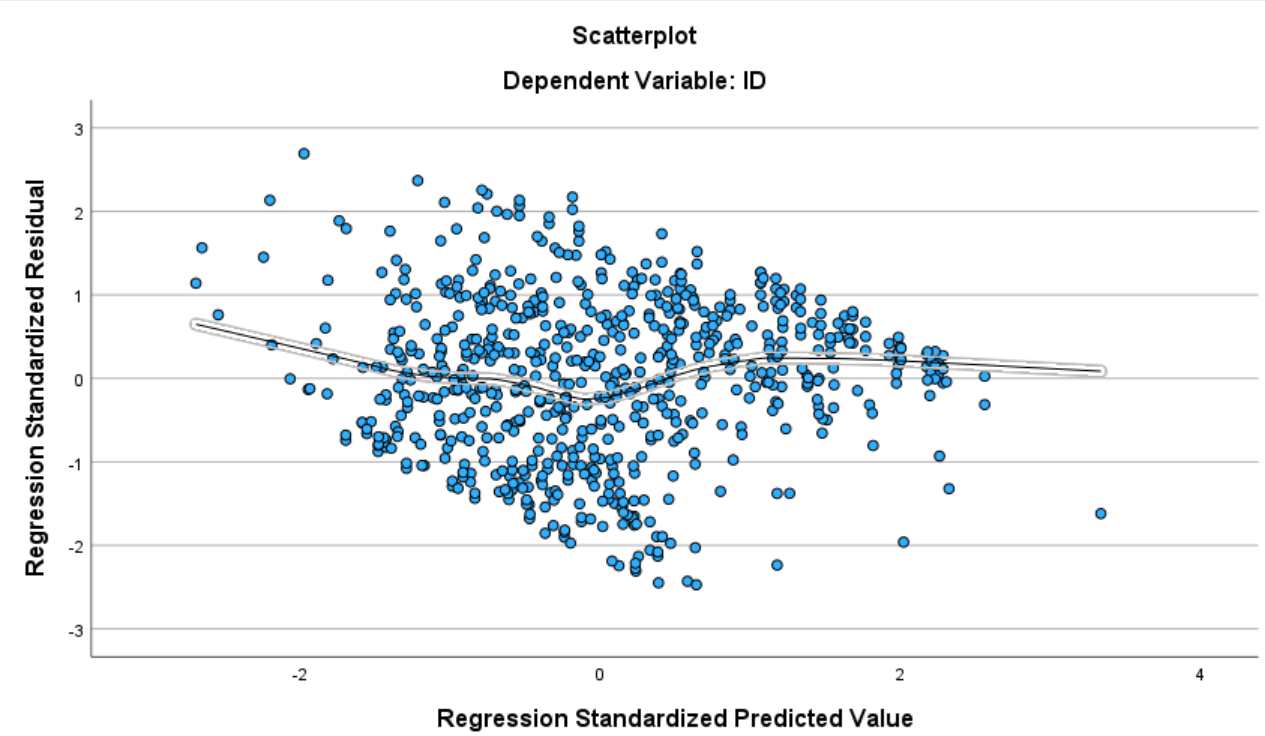 Scatterplot
Dependent Variable: ID
Regression Standardized Residual
3
2
1
0
-1
-2
-3
-2
0
2
4
Regression Standardized Predicted Value